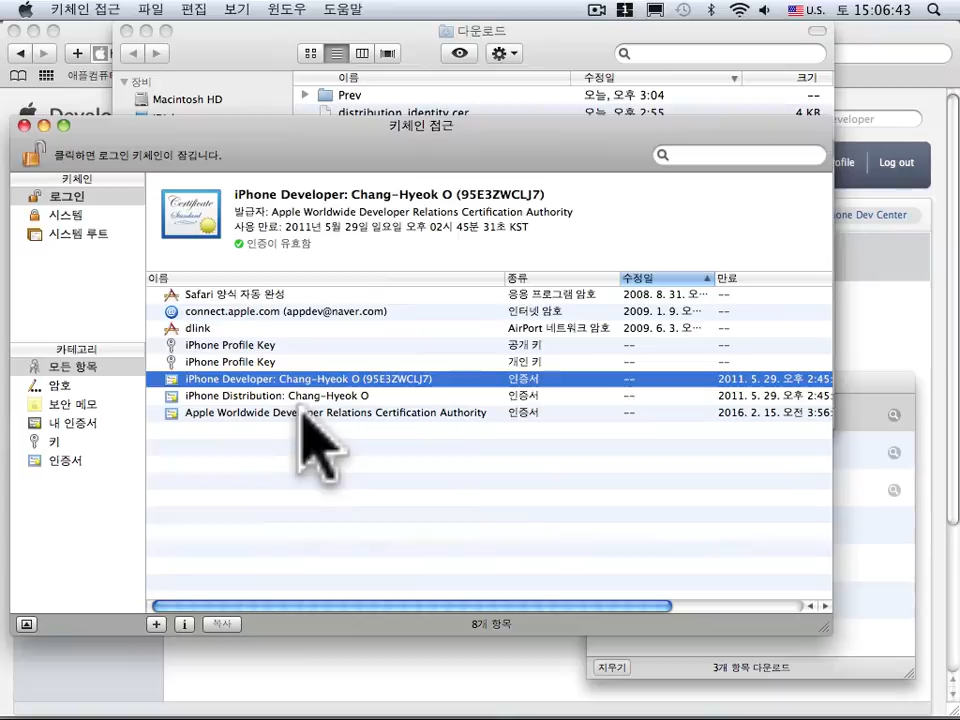 키체인 접근 파일 편집 보기 윈도우 도움말 U.S. 토 15:06:43
다운로드
애플컴퓨터
장비
이름 수정일 크기
Macintosh HD
Prev 오늘, 오후 3:04 --
distribution_identity.cer 오늘, 오후 2:55 4 KB
키체인 접근
클릭하면 로그인 키체인이 잠깁니다.
Log out
키체인
로그인
시스템
시스템 루트
iPhone Developer: Chang-Hyeok O (95E3ZWCLJ7)
발급자: Apple Worldwide Developer Relations Certification Authority
사용 만료: 2011년 5월 29일 일요일 오후 02시 45분 31초 KST
인증이 유효함
Certificate
Standard
이름 종류 수정일 만료
Safari 양식 자동 완성 응용 프로그램 암호 2008. 8. 31. 오… --
connect.apple.com (appdev@naver.com) 인터넷 암호 2009. 1. 9. 오… --
dlink AirPort 네트워크 암호 2009. 6. 3. 오… --
iPhone Profile Key 공개 키 -- --
iPhone Profile Key 개인 키 -- --
iPhone Developer: Chang-Hyeok O (95E3ZWCLJ7) 인증서 -- 2011. 5. 29. 오후 2:45:
iPhone Distribution: Chang-Hyeok O 인증서 -- 2011. 5. 29. 오후 2:45:
Apple Worldwide Developer Relations Certification Authority 인증서 -- 2016. 2. 15. 오전 3:56:
카테고리
모든 항목
암호
보안 메모
내 인증서
키
인증서
복사
8개 항목
Dev Center
지우기 3개 항목 다운로드